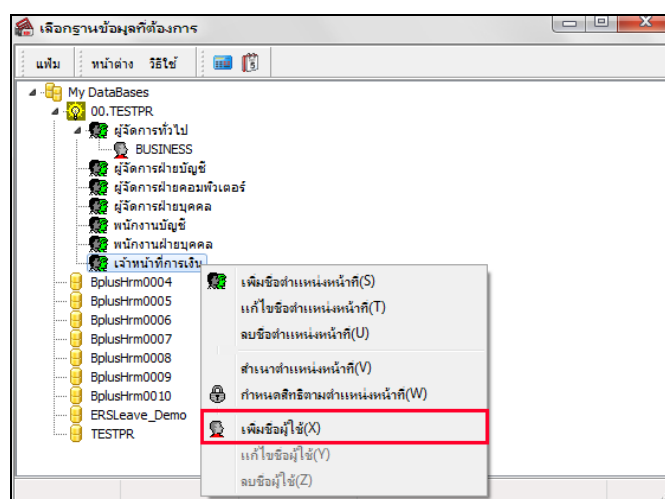 เลือกฐานข้อมูลที่ต้องการ
แฟ้ม หน้าต่าง วิธีใช้
My DataBases
00.TESTPR
ผู้จัดการทั่วไป
BUSINESS
ผู้จัดการฝ่ายบัญชี
ผู้จัดการฝ่ายคอมพิวเตอร์
ผู้จัดการฝ่ายบุคคล
พนักงานบัญชี
พนักงานฝ่ายบุคคล
เจ้าหน้าที่การเงิน
BplusHrm0004
BplusHrm0005
BplusHrm0006
BplusHrm0007
BplusHrm0008
BplusHrm0009
BplusHrm0010
ERSLeave_Demo
TESTPR
เพิ่มชื่อตำแหน่งหน้าที่(S)
แก้ไขชื่อตำแหน่งหน้าที่(T)
ลบชื่อตำแหน่งหน้าที่(U)
สำเนาตำแหน่งหน้าที่(V)
กำหนดสิทธิตามตำแหน่งหน้าที่(W)
เพิ่มชื่อผู้ใช้(X)
แก้ไขชื่อผู้ใช้(Y)
ลบชื่อผู้ใช้(Z)